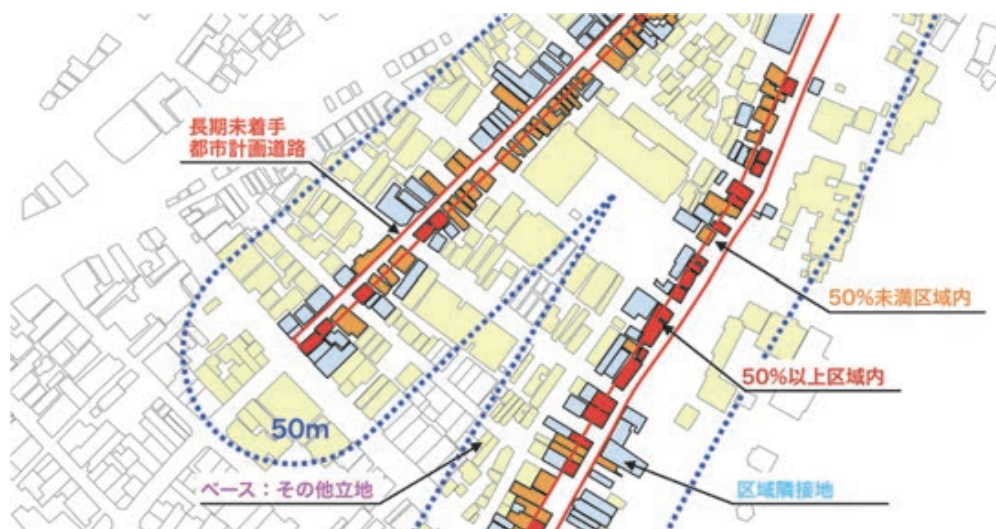 長期未着手
都市計画道路
50%未満区域内
50%以上区域内
50m
ベース：その他立地
区域隣接地